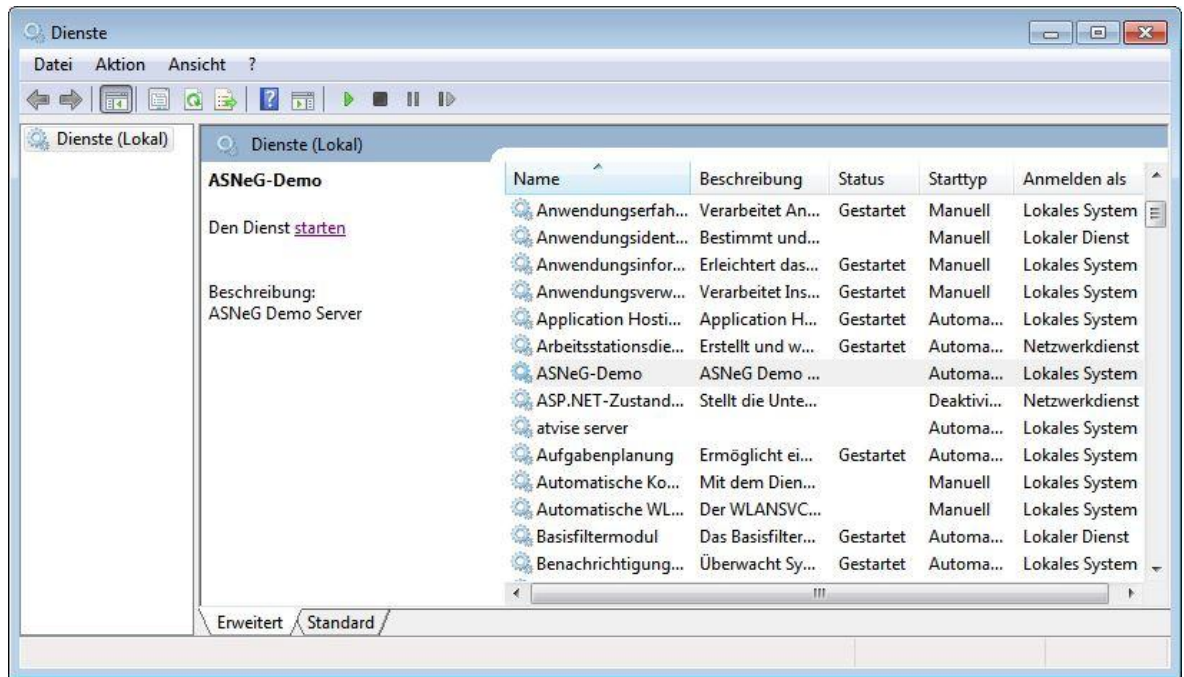 Dienste
Datei Aktion Ansicht ?
Dienste (Lokal)
Dienste (Lokal)
ASNeG-Demo
Den Dienst starten
Beschreibung:
ASNeG Demo Server
Name Beschreibung Status Starttyp Anmelden als
Anwendungserfah... Verarbeitet An... Gestartet Manuell Lokales System
Anwendungsident... Bestimmt und... Manuell Lokaler Dienst
Anwendungsinfor... Erleichtert das... Gestartet Manuell Lokales System
Anwendungsverw... Verarbeitet Ins... Gestartet Manuell Lokales System
Application Hosti... Application H... Gestartet Automa... Lokales System
Arbeitsstationsdie... Erstellt und w... Gestartet Automa... Netzwerkdienst
ASNeG-Demo ASNeG Demo ... Automa... Lokales System
ASP.NET-Zustand... Stellt die Unte... Deaktivi... Netzwerkdienst
atvise server Automa... Lokales System
Aufgabenplanung Ermöglicht ei... Gestartet Automa... Lokales System
Automatische Ko... Mit dem Dien... Manuell Lokales System
Automatische WL... Der WLANSVC... Manuell Lokales System
Basisfiltermodul Das Basisfilter... Gestartet Automa... Lokaler Dienst
Benachrichtigung... Überwacht Sy... Gestartet Automa... Lokales System
Erweitert Standard